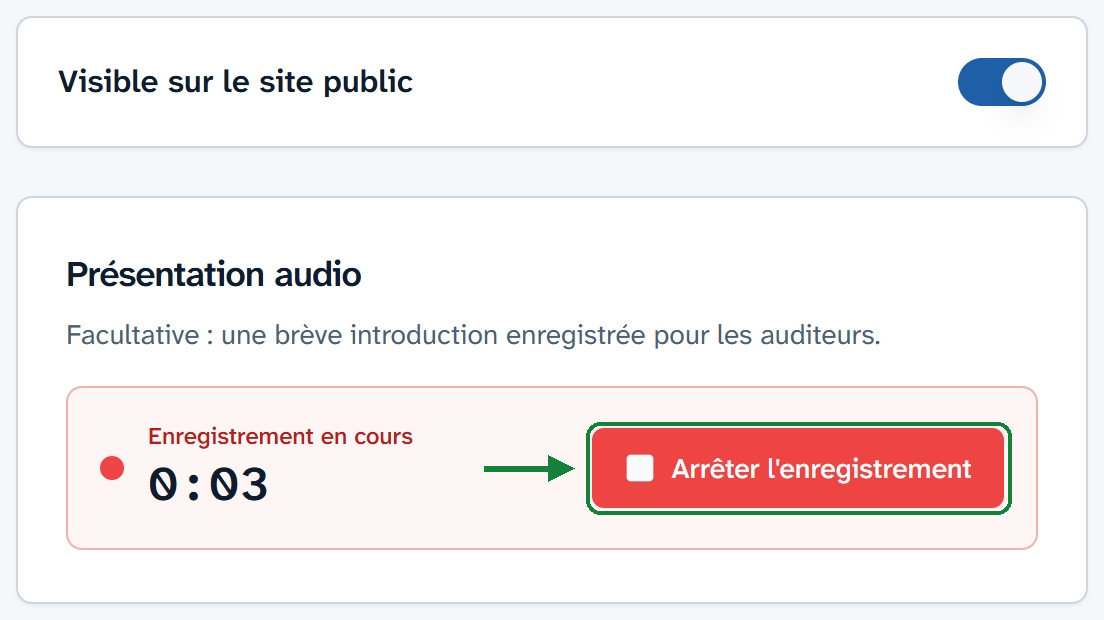 Visible sur le site public
Présentation audio
Facultative : une brève introduction enregistrée pour les auditeurs.
Enregistrement en cours
0:03
Arrêter l'enregistrement